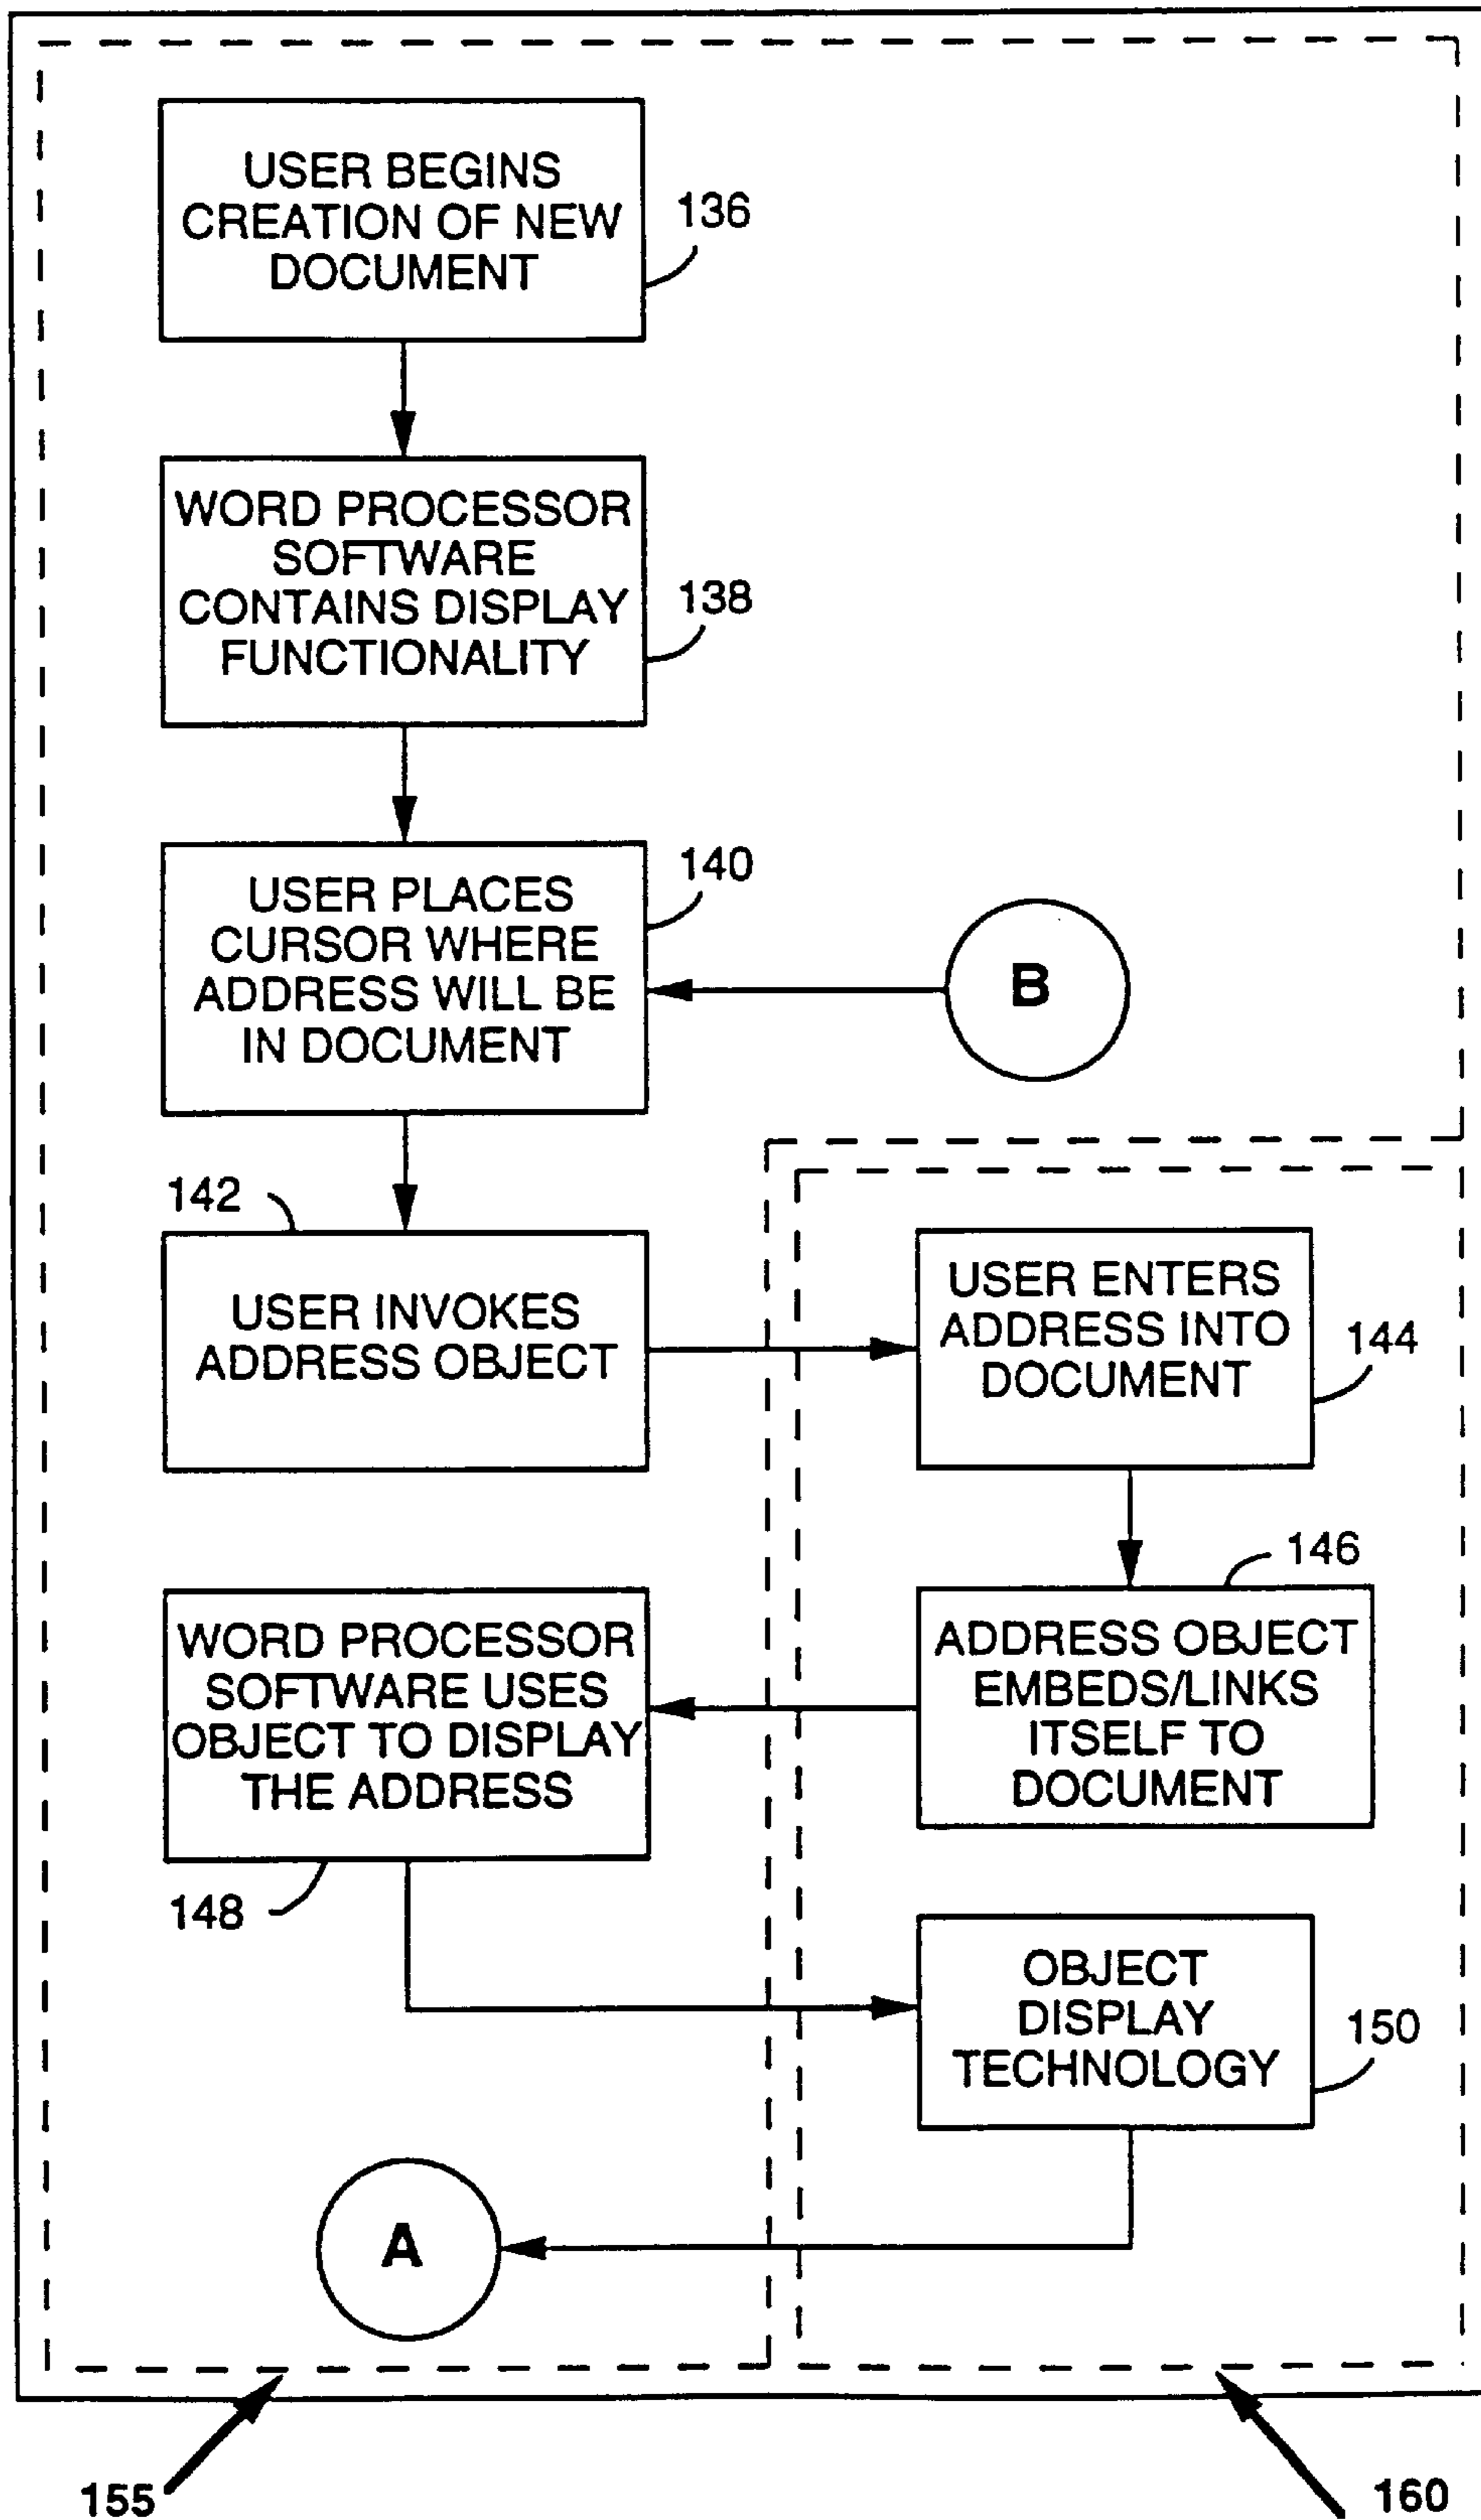 USER BEGINS
CREATION OF NEW
DOCUMENT
136
WORD PROCESSOR
SOFTWARE
CONTAINS DISPLAY
FUNCTIONALITY
138
USER PLACES
CURSOR WHERE
ADDRESS WILL BE
IN DOCUMENT
140
B
142
USER INVOKES
ADDRESS OBJECT
USER ENTERS
ADDRESS INTO
DOCUMENT
144
146
ADDRESS OBJECT
EMBEDS/LINKS
ITSELF TO
DOCUMENT
WORD PROCESSOR
SOFTWARE USES
OBJECT TO DISPLAY
THE ADDRESS
148
OBJECT
DISPLAY
TECHNOLOGY
150
A
155
160